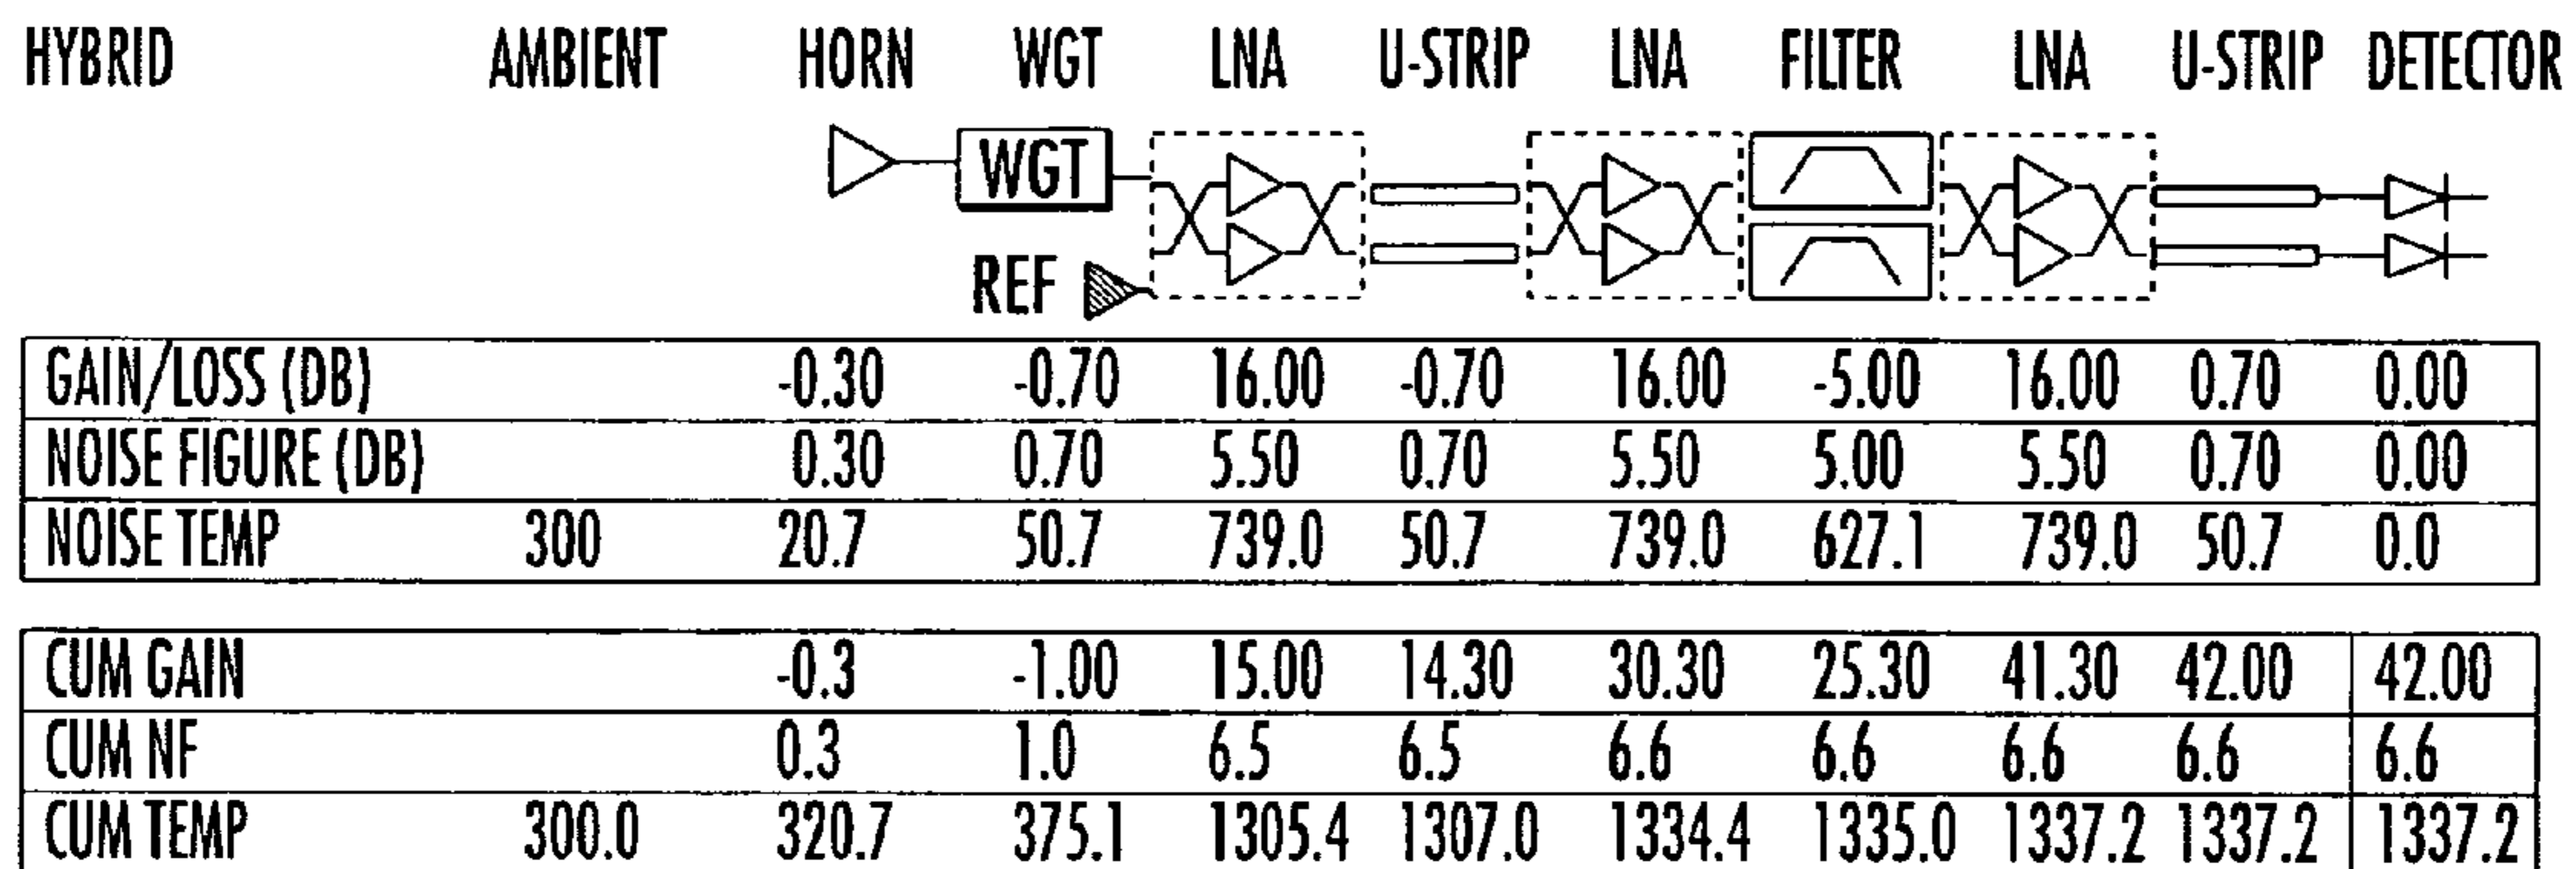 HYBRID AMBIENT HORN WGT LNA U-STRIP LNA FILTER LNA U-STRIP DETECTOR
WGT
REF
GAIN/LOSS (DB) -0.30 -0.70 16.00 -0.70 16.00 -5.00 16.00 0.70 0.00
NOISE FIGURE (DB) 0.30 0.70 5.50 0.70 5.50 5.00 5.50 0.70 0.00
NOISE TEMP 300 20.7 50.7 739.0 50.7 739.0 627.1 739.0 50.7 0.0
CUM GAIN -0.3 -1.00 15.00 14.30 30.30 25.30 41.30 42.00 42.00
CUM NF 0.3 1.0 6.5 6.5 6.6 6.6 6.6 6.6 6.6
CUM TEMP 300.0 320.7 375.1 1305.4 1307.0 1334.4 1335.0 1337.2 1337.2 1337.2